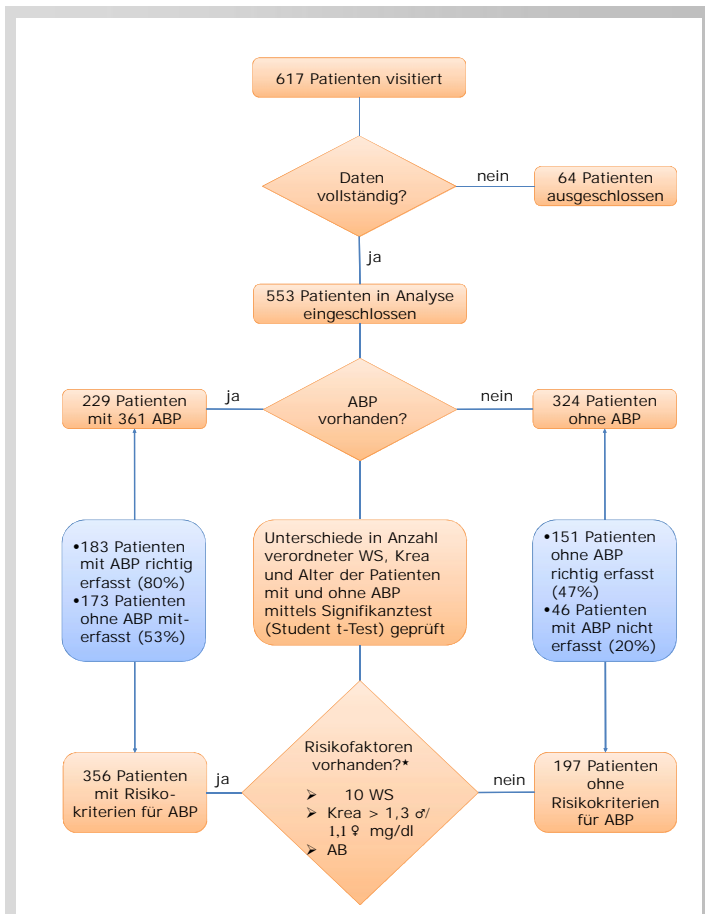 617 Patienten visitiert
Daten
vollständig?
nein
64 Patienten
ausgeschlossen
ja
553 Patienten in Analyse
eingeschlossen
229 Patienten
mit 361 ABP
ja
ABP
vorhanden?
nein
324 Patienten
ohne ABP
•183 Patienten
mit ABP richtig
erfasst (80%)
•173 Patienten
ohne ABP mit-
erfasst (53%)
Unterschiede in Anzahl
verordneter WS, Krea
und Alter der Patienten
mit und ohne ABP
mittels Signifikanztest
(Student t-Test) geprüft
•151 Patienten
ohne ABP
richtig erfasst
(47%)
•46 Patienten
mit ABP nicht
erfasst (20%)
356 Patienten
mit Risiko-
kriterien für ABP
ja
Risikofaktoren
vorhanden?*
➢ 10 WS
➢ Krea > 1,3 ♂/
1,1 ♀ mg/dl
➢ AB
nein
197 Patienten
ohne
Risikokriterien
für ABP